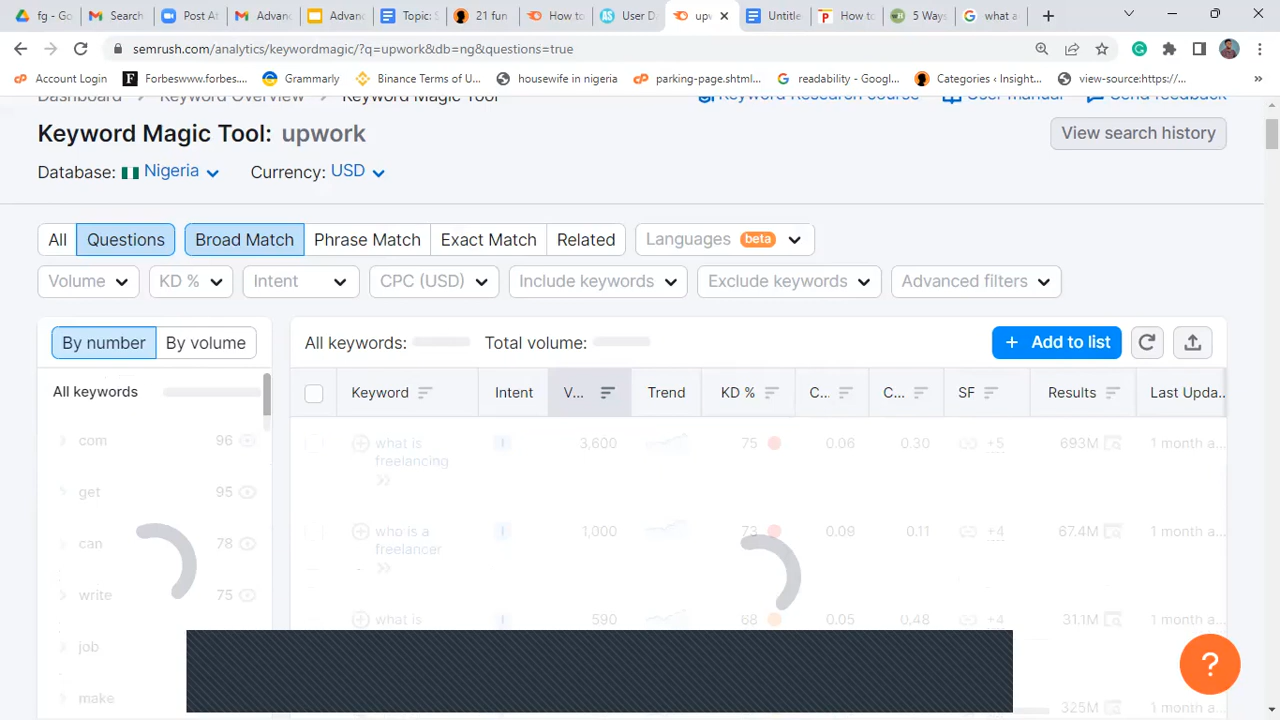 fg - Goo
Search
Post At
Advanc
Advanc
Topic: S
21 fun
How to
User D
upw
Untitle
How to
5 Ways
what a
semrush.com/analytics/keywordmagic/?q=upwork&db=ng&questions=true
Account Login
Forbeswww.forbes....
Grammarly
Binance Terms of U...
housewife in nigeria
parking-page.shtml...
readability - Googl...
Categories < Insight...
view-source:https://...
»
Dashboard
Keyword Overview
Keyword Magic Tool
Keyword Research course
User manual
Send feedback
Keyword Magic Tool: upwork
View search history
Database: Nigeria
Currency: USD
All
Questions
Broad Match
Phrase Match
Exact Match
Related
Languages beta
Volume
KD %
Intent
CPC (USD)
Include keywords
Exclude keywords
Advanced filters
By number
By volume
All keywords:
Total volume:
+ Add to list
All keywords
Keyword
Intent
V...
Trend
KD %
C...
C...
SF
Results
Last Upda...
com 96
get 95
can 78
write 75
job
make
what is freelancing
I
3,600
75
0.06
0.30
+5
693M
1 month a...
who is a freelancer
I
1,000
73
0.09
0.11
+4
67.4M
1 month a...
what is
I
590
68
0.05
0.48
+4
31.1M
1 month a...
325M
1 month a...
?